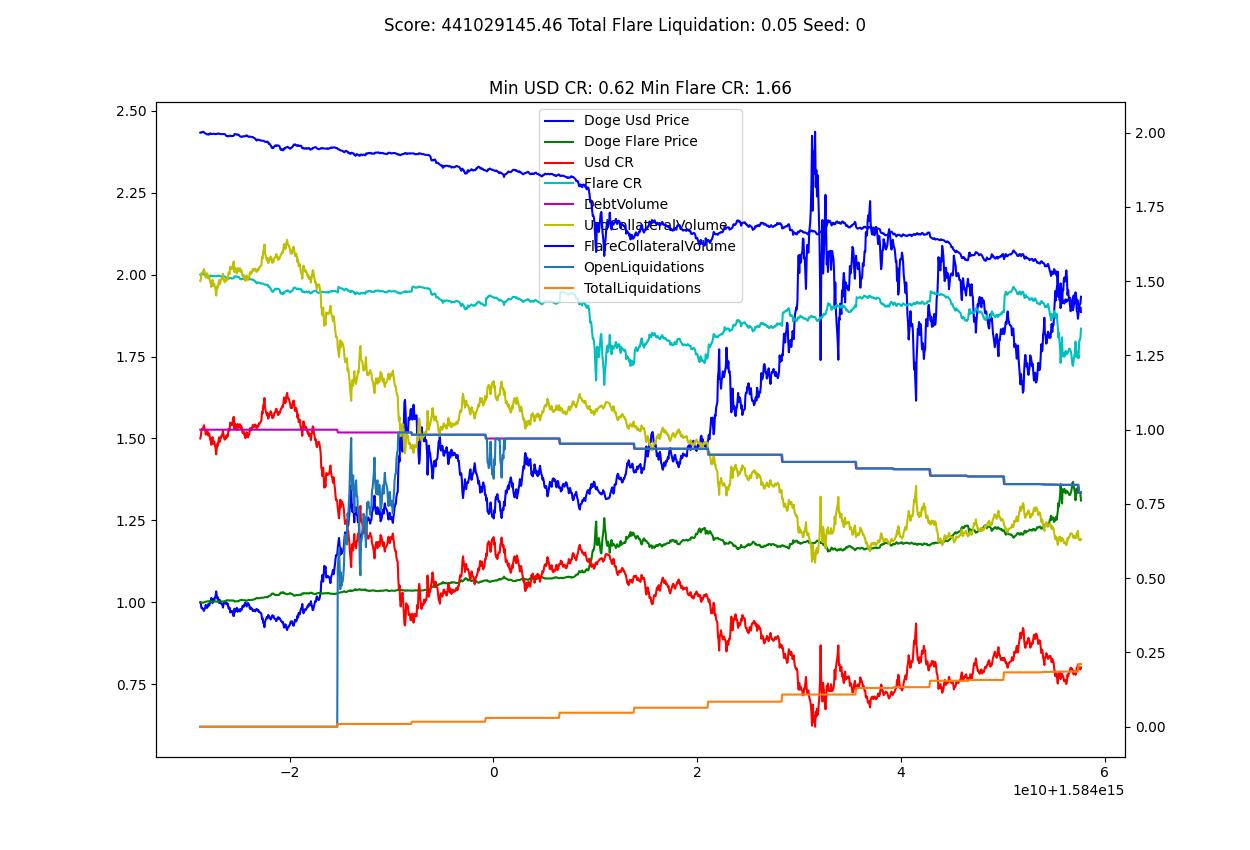 Score: 441029145.46 Total Flare Liquidation: 0.05 Seed: 0
Min USD CR: 0.62 Min Flare CR: 1.66
2.50
2.25
2.00
1.75
1.50
1.25
1.00
0.75
Doge Usd Price
Doge Flare Price
Usd CR
Flare CR
DebtVolume
UsdCollateralVolume
FlareCollateralVolume
OpenLiquidations
TotalLiquidations
2.00
1.75
1.50
1.25
1.00
0.75
0.50
0.25
0.00
−2 0 2 4 6
1e10+1.584e15